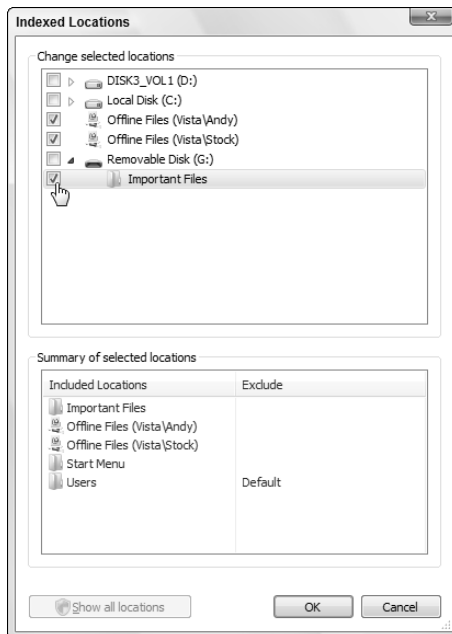 Indexed Locations
Change selected locations
DISK3_VOL1 (D:)
Local Disk (C:)
Offline Files (Vista\Andy)
Offline Files (Vista\Stock)
Removable Disk (G:)
Important Files
Summary of selected locations
Included Locations Exclude
Important Files
Offline Files (Vista\Andy)
Offline Files (Vista\Stock)
Start Menu
Users Default
Show all locations OK Cancel